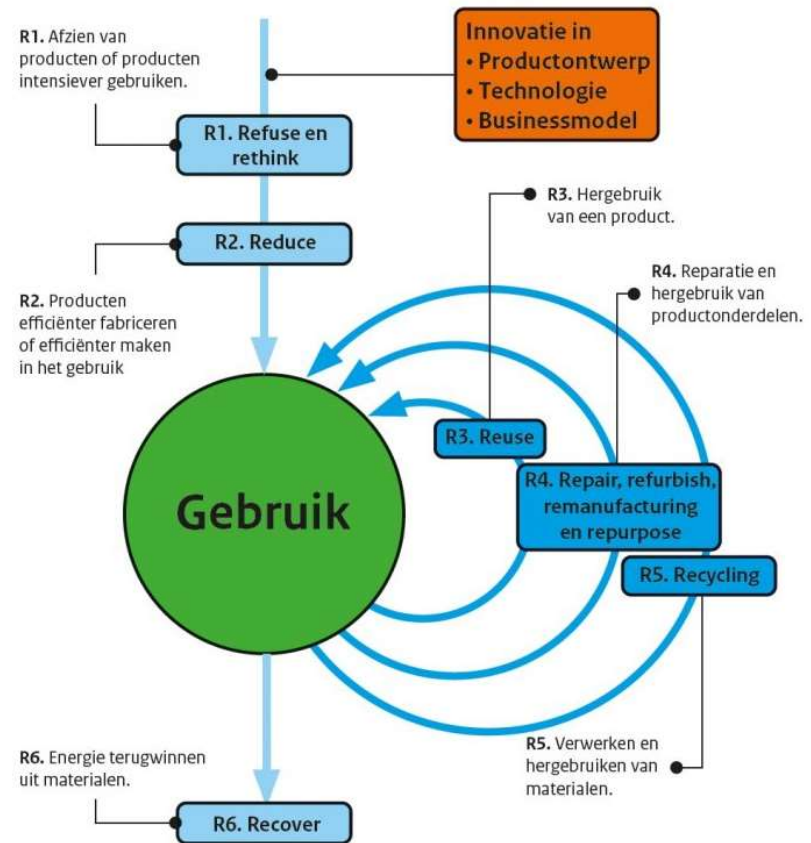 R1. Afzien van
producten of producten
intensiever gebruiken.
Innovatie in
• Productontwerp
• Technologie
• Businessmodel
R1. Refuse en
rethink
R2. Reduce
R3. Hergebruik
van een product.
R4. Reparatie en
hergebruik van
productonderdelen.
R2. Producten
efficiënter fabriceren
of efficiënter maken
in het gebruik
R3. Reuse
R4. Repair, refurbish,
remanufacturing
en repurpose
Gebruik
R5. Recycling
R5. Verwerken en
hergebruiken van
materialen.
R6. Energie terugwinnen
uit materialen.
R6. Recover